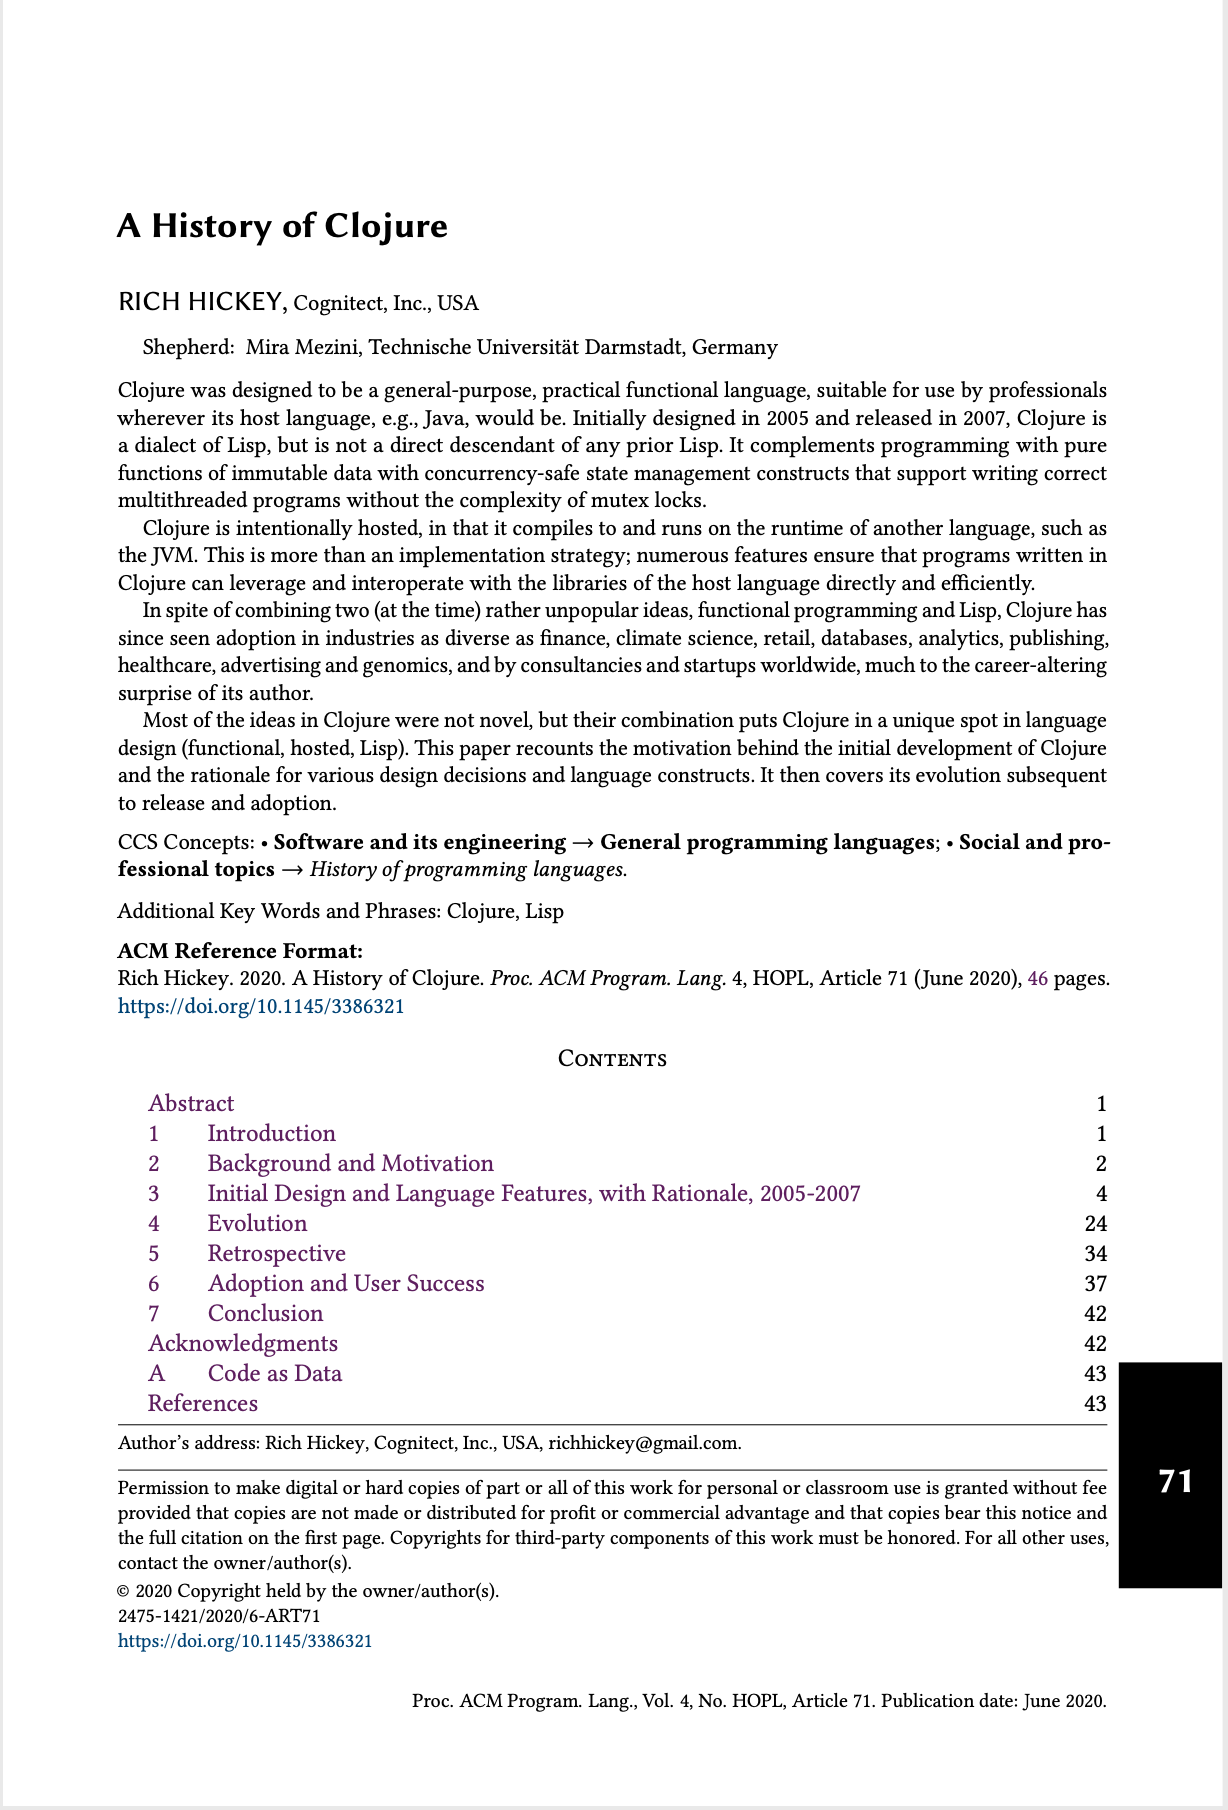 A History of Clojure
RICH HICKEY, Cognitect, Inc., USA
Shepherd: Mira Mezini, Technische Universität Darmstadt, Germany
Clojure was designed to be a general-purpose, practical functional language, suitable for use by professionals
wherever its host language, e.g., Java, would be. Initially designed in 2005 and released in 2007, Clojure is
a dialect of Lisp, but is not a direct descendant of any prior Lisp. It complements programming with pure
functions of immutable data with concurrency-safe state management constructs that support writing correct
multithreaded programs without the complexity of mutex locks.
Clojure is intentionally hosted, in that it compiles to and runs on the runtime of another language, such as
the JVM. This is more than an implementation strategy; numerous features ensure that programs written in
Clojure can leverage and interoperate with the libraries of the host language directly and efficiently.
In spite of combining two (at the time) rather unpopular ideas, functional programming and Lisp, Clojure has
since seen adoption in industries as diverse as finance, climate science, retail, databases, analytics, publishing,
healthcare, advertising and genomics, and by consultancies and startups worldwide, much to the career-altering
surprise of its author.
Most of the ideas in Clojure were not novel, but their combination puts Clojure in a unique spot in language
design (functional, hosted, Lisp). This paper recounts the motivation behind the initial development of Clojure
and the rationale for various design decisions and language constructs. It then covers its evolution subsequent
to release and adoption.
CCS Concepts: • Software and its engineering → General programming languages; • Social and pro-
fessional topics → History of programming languages.
Additional Key Words and Phrases: Clojure, Lisp
ACM Reference Format:
Rich Hickey. 2020. A History of Clojure. Proc. ACM Program. Lang. 4, HOPL, Article 71 (June 2020), 46 pages.
https://doi.org/10.1145/3386321
Contents
Abstract 1
1 Introduction 1
2 Background and Motivation 2
3 Initial Design and Language Features, with Rationale, 2005-2007 4
4 Evolution 24
5 Retrospective 34
6 Adoption and User Success 37
7 Conclusion 42
Acknowledgments 42
A Code as Data 43
References 43
Author's address: Rich Hickey, Cognitect, Inc., USA, richhickey@gmail.com.
Permission to make digital or hard copies of part or all of this work for personal or classroom use is granted without fee
provided that copies are not made or distributed for profit or commercial advantage and that copies bear this notice and
the full citation on the first page. Copyrights for third-party components of this work must be honored. For all other uses,
contact the owner/author(s).
© 2020 Copyright held by the owner/author(s).
2475-1421/2020/6-ART71
https://doi.org/10.1145/3386321
71
Proc. ACM Program. Lang., Vol. 4, No. HOPL, Article 71. Publication date: June 2020.